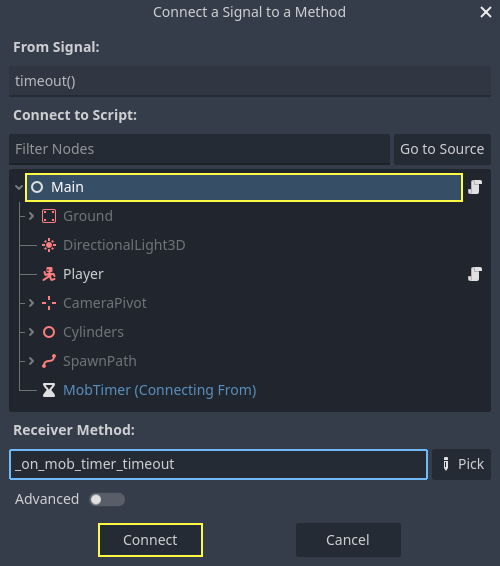 Connect a Signal to a Method
From Signal:
timeout()
Connect to Script:
Filter Nodes
Go to Source
Main
Ground
DirectionalLight3D
Player
CameraPivot
Cylinders
SpawnPath
MobTimer (Connecting From)
Receiver Method:
_on_mob_timer_timeout
Pick
Advanced
Connect
Cancel